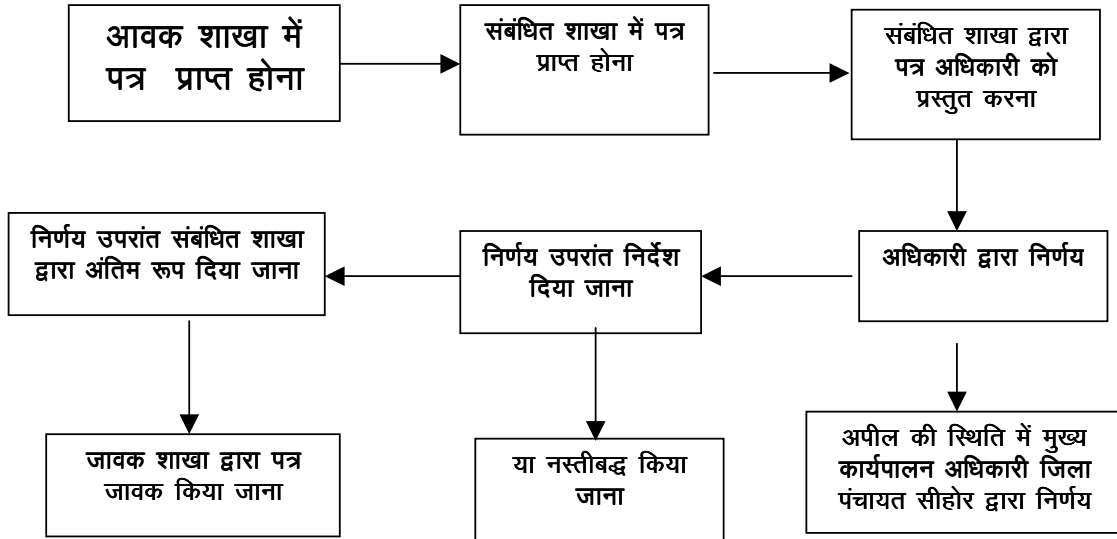 आवक शाखा में
पत्र प्राप्त होना
संबंधित शाखा में पत्र
प्राप्त होना
संबंधित शाखा द्वारा
पत्र अधिकारी को
प्रस्तुत करना
निर्णय उपरांत संबंधित शाखा
द्वारा अंतिम रूप दिया जाना
निर्णय उपरांत निर्देश
दिया जाना
अधिकारी द्वारा निर्णय
जावक शाखा द्वारा पत्र
जावक किया जाना
या नस्तीबद्ध किया
जाना
अपील की स्थिति में मुख्य
कार्यपालन अधिकारी जिला
पंचायत सीहोर द्वारा निर्णय